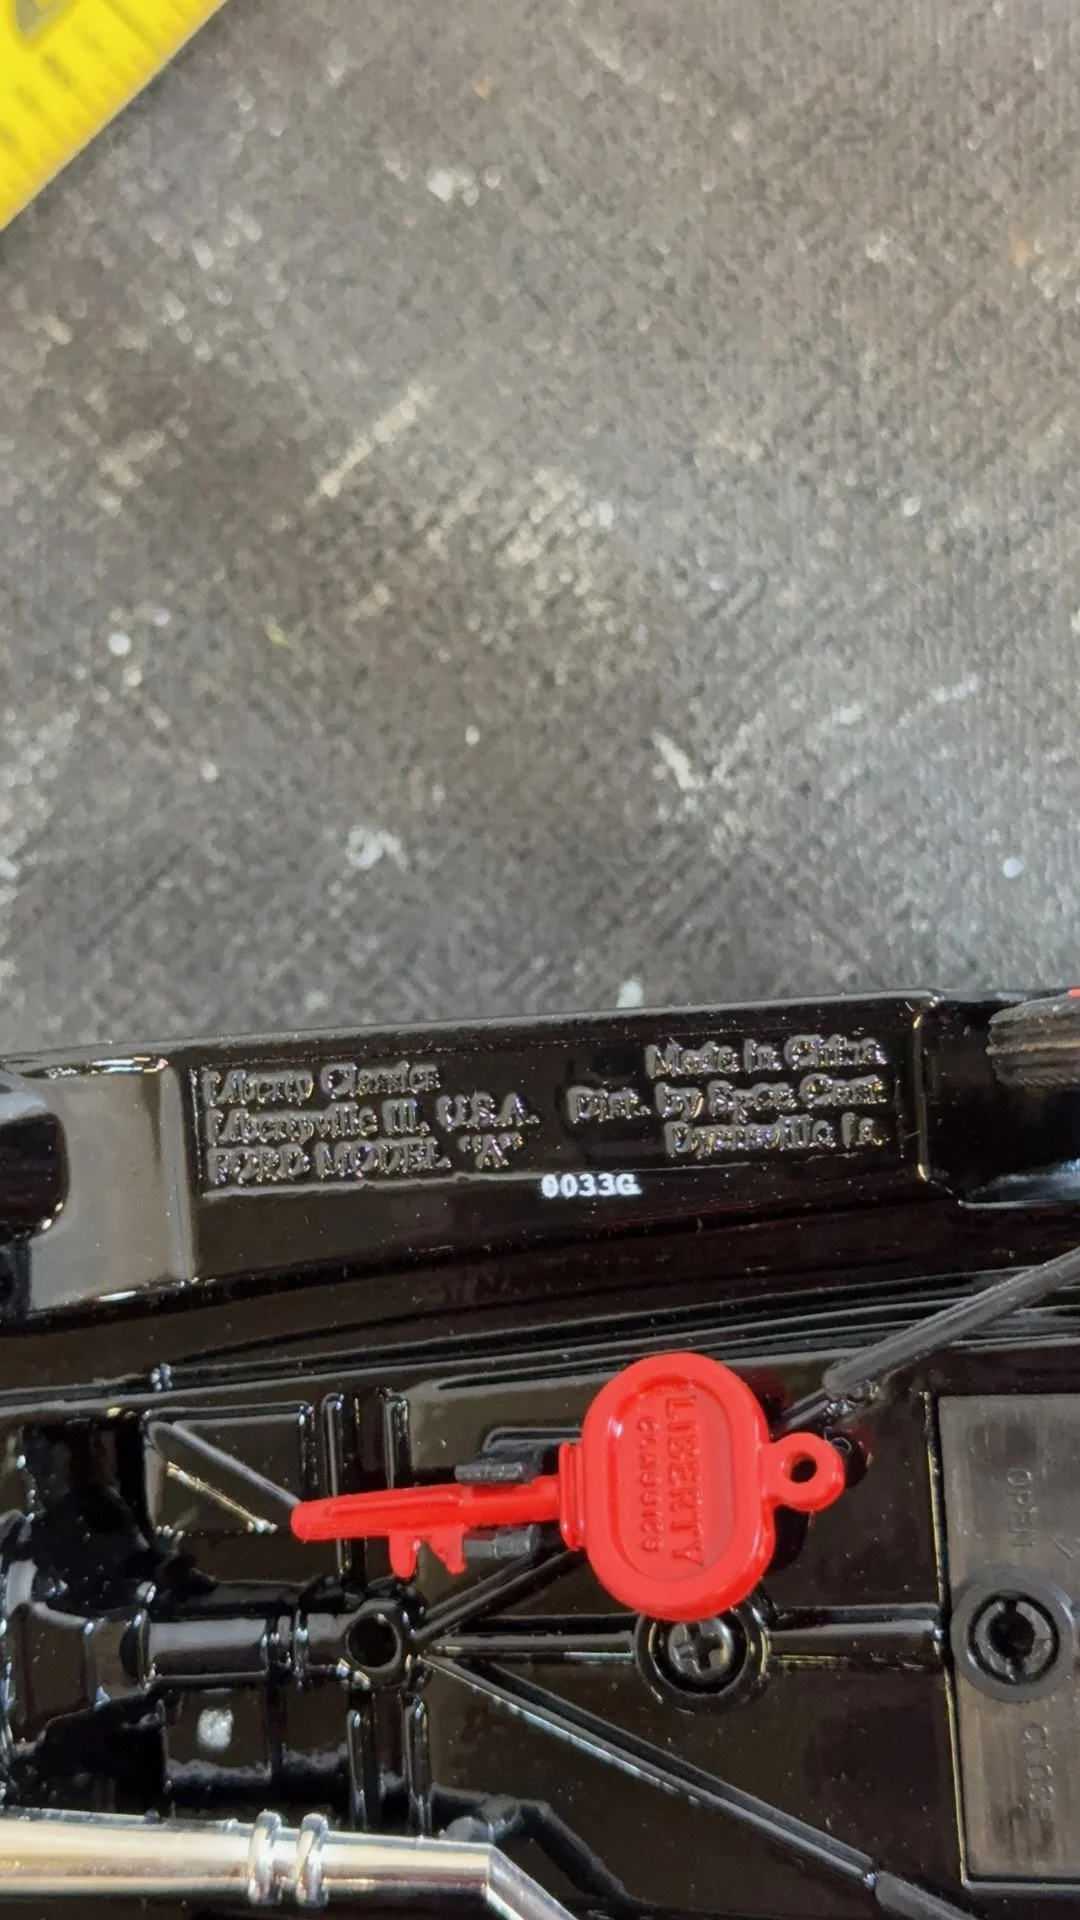 Liberty Classics
Libertyville Ill. U.S.A.
FORD MODEL "A"
Made in China
Dist. by Spec Cast
Dyersville Ia.
0033G
LIBERTY
CLASSICS
OPEN
CLOSE